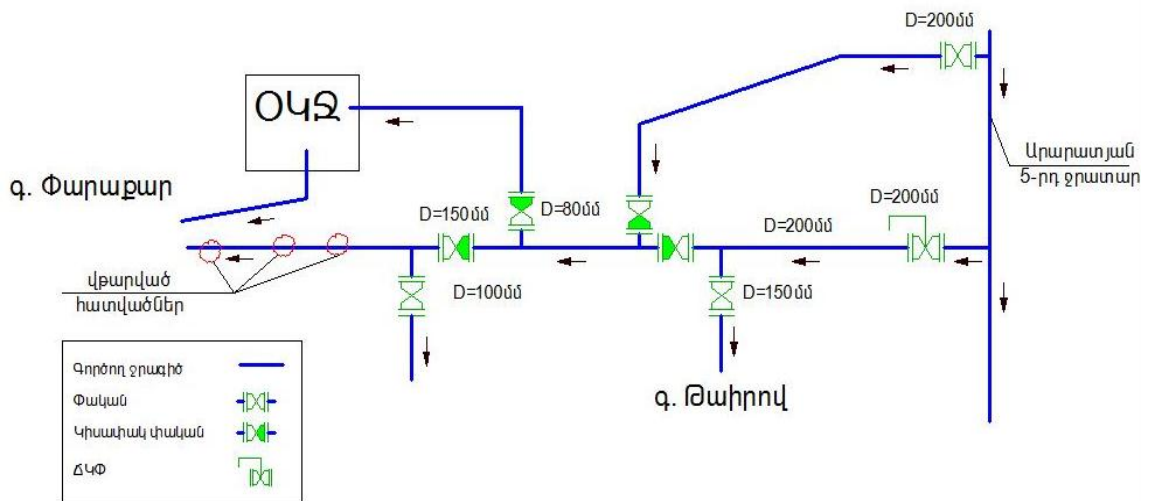 D=200մմ
ՕԿՋ
Արարատյան
5-րդ ջրատար
գ. Փարաքար
D=150մմ
D=80մմ
D=200մմ
D=200մմ
վթարված
հատվածներ
D=100մմ
D=150մմ
գ. Թաիրով
Գործող ջրագիծ
Փական
Կիսափակ փական
ՃԿՓ